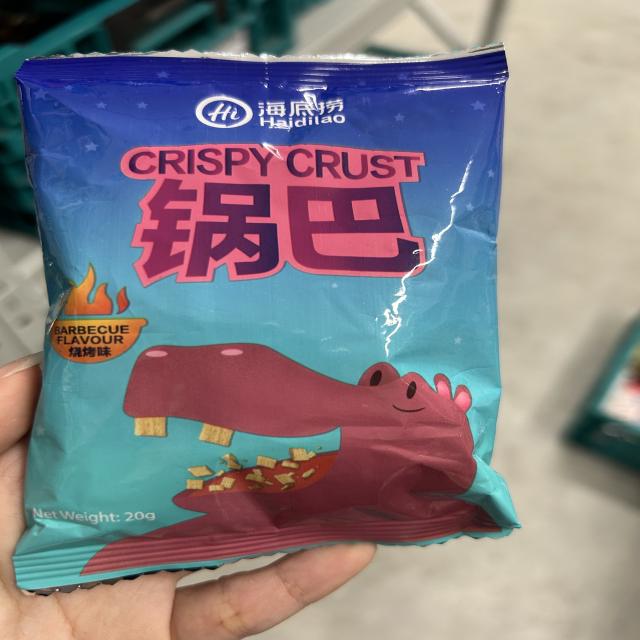 Hi 海底捞
Haidilao
CRISPY CRUST
锅巴
BARBECUE
FLAVOUR
烧烤味
Net Weight: 20g